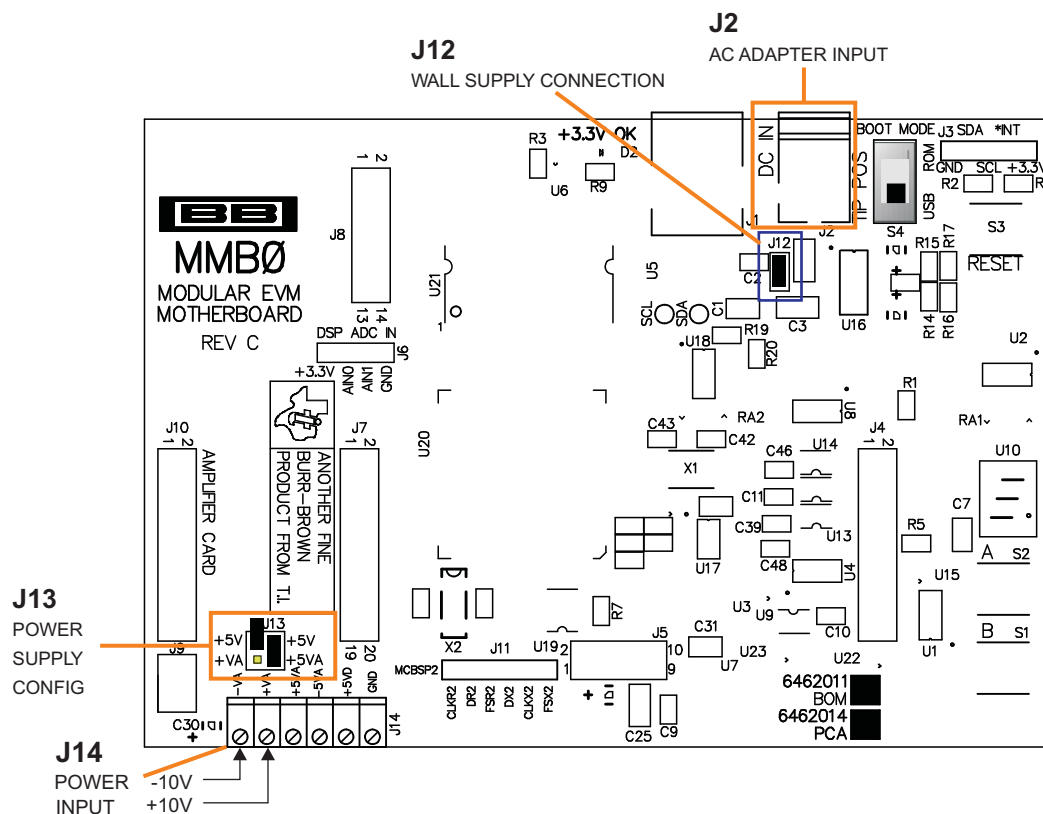 J2
AC ADAPTER INPUT
J12
WALL SUPPLY CONNECTION
+3.3V OK
D2
R3
U6
R9
DC IN
TIP POS
J1
J2
BOOT MODE
ROM
USB
S4
J3 SDA *INT
GND SCL +3.3V
R2
R
S3
RESET
BB
MMBØ
MODULAR EVM
MOTHERBOARD
REV C
1 2
J8
13 14
DSP ADC IN
J6
+3.3V
AIN0
AIN1
GND
U21
1
U5
J12
C2
C1
C3
SCL
SDA
R19
R20
U18
U16
R15
R17
R14
R16
U2
R1
RA1
U8
RA2
C43
C42
X1
U20
J10
1 2
AMPLIFIER CARD
ANOTHER FINE
BURR-BROWN
PRODUCT FROM T.I.
J7
1 2
19 20
U14
C46
C11
C39
C48
U13
U17
U4
J4
1 2
U10
C7
R5
A
S2
B
S1
U15
U1
U3
U9
C10
U23
U22
6462011
BOM
6462014
PCA
J13
POWER
SUPPLY
CONFIG
J13
+5V
+5V
+VA
+5VA
J9
C30
+
-VA
+VA
+5VA
-5VA
+5VD
GND
J14
X2
R7
U19
MCBSP2
J11
CLKR2
DR2
FSR2
DX2
CLKX2
FSX2
J5
2 10
1 9
C31
U7
+
C25
C9
J14
POWER
INPUT
-10V
+10V